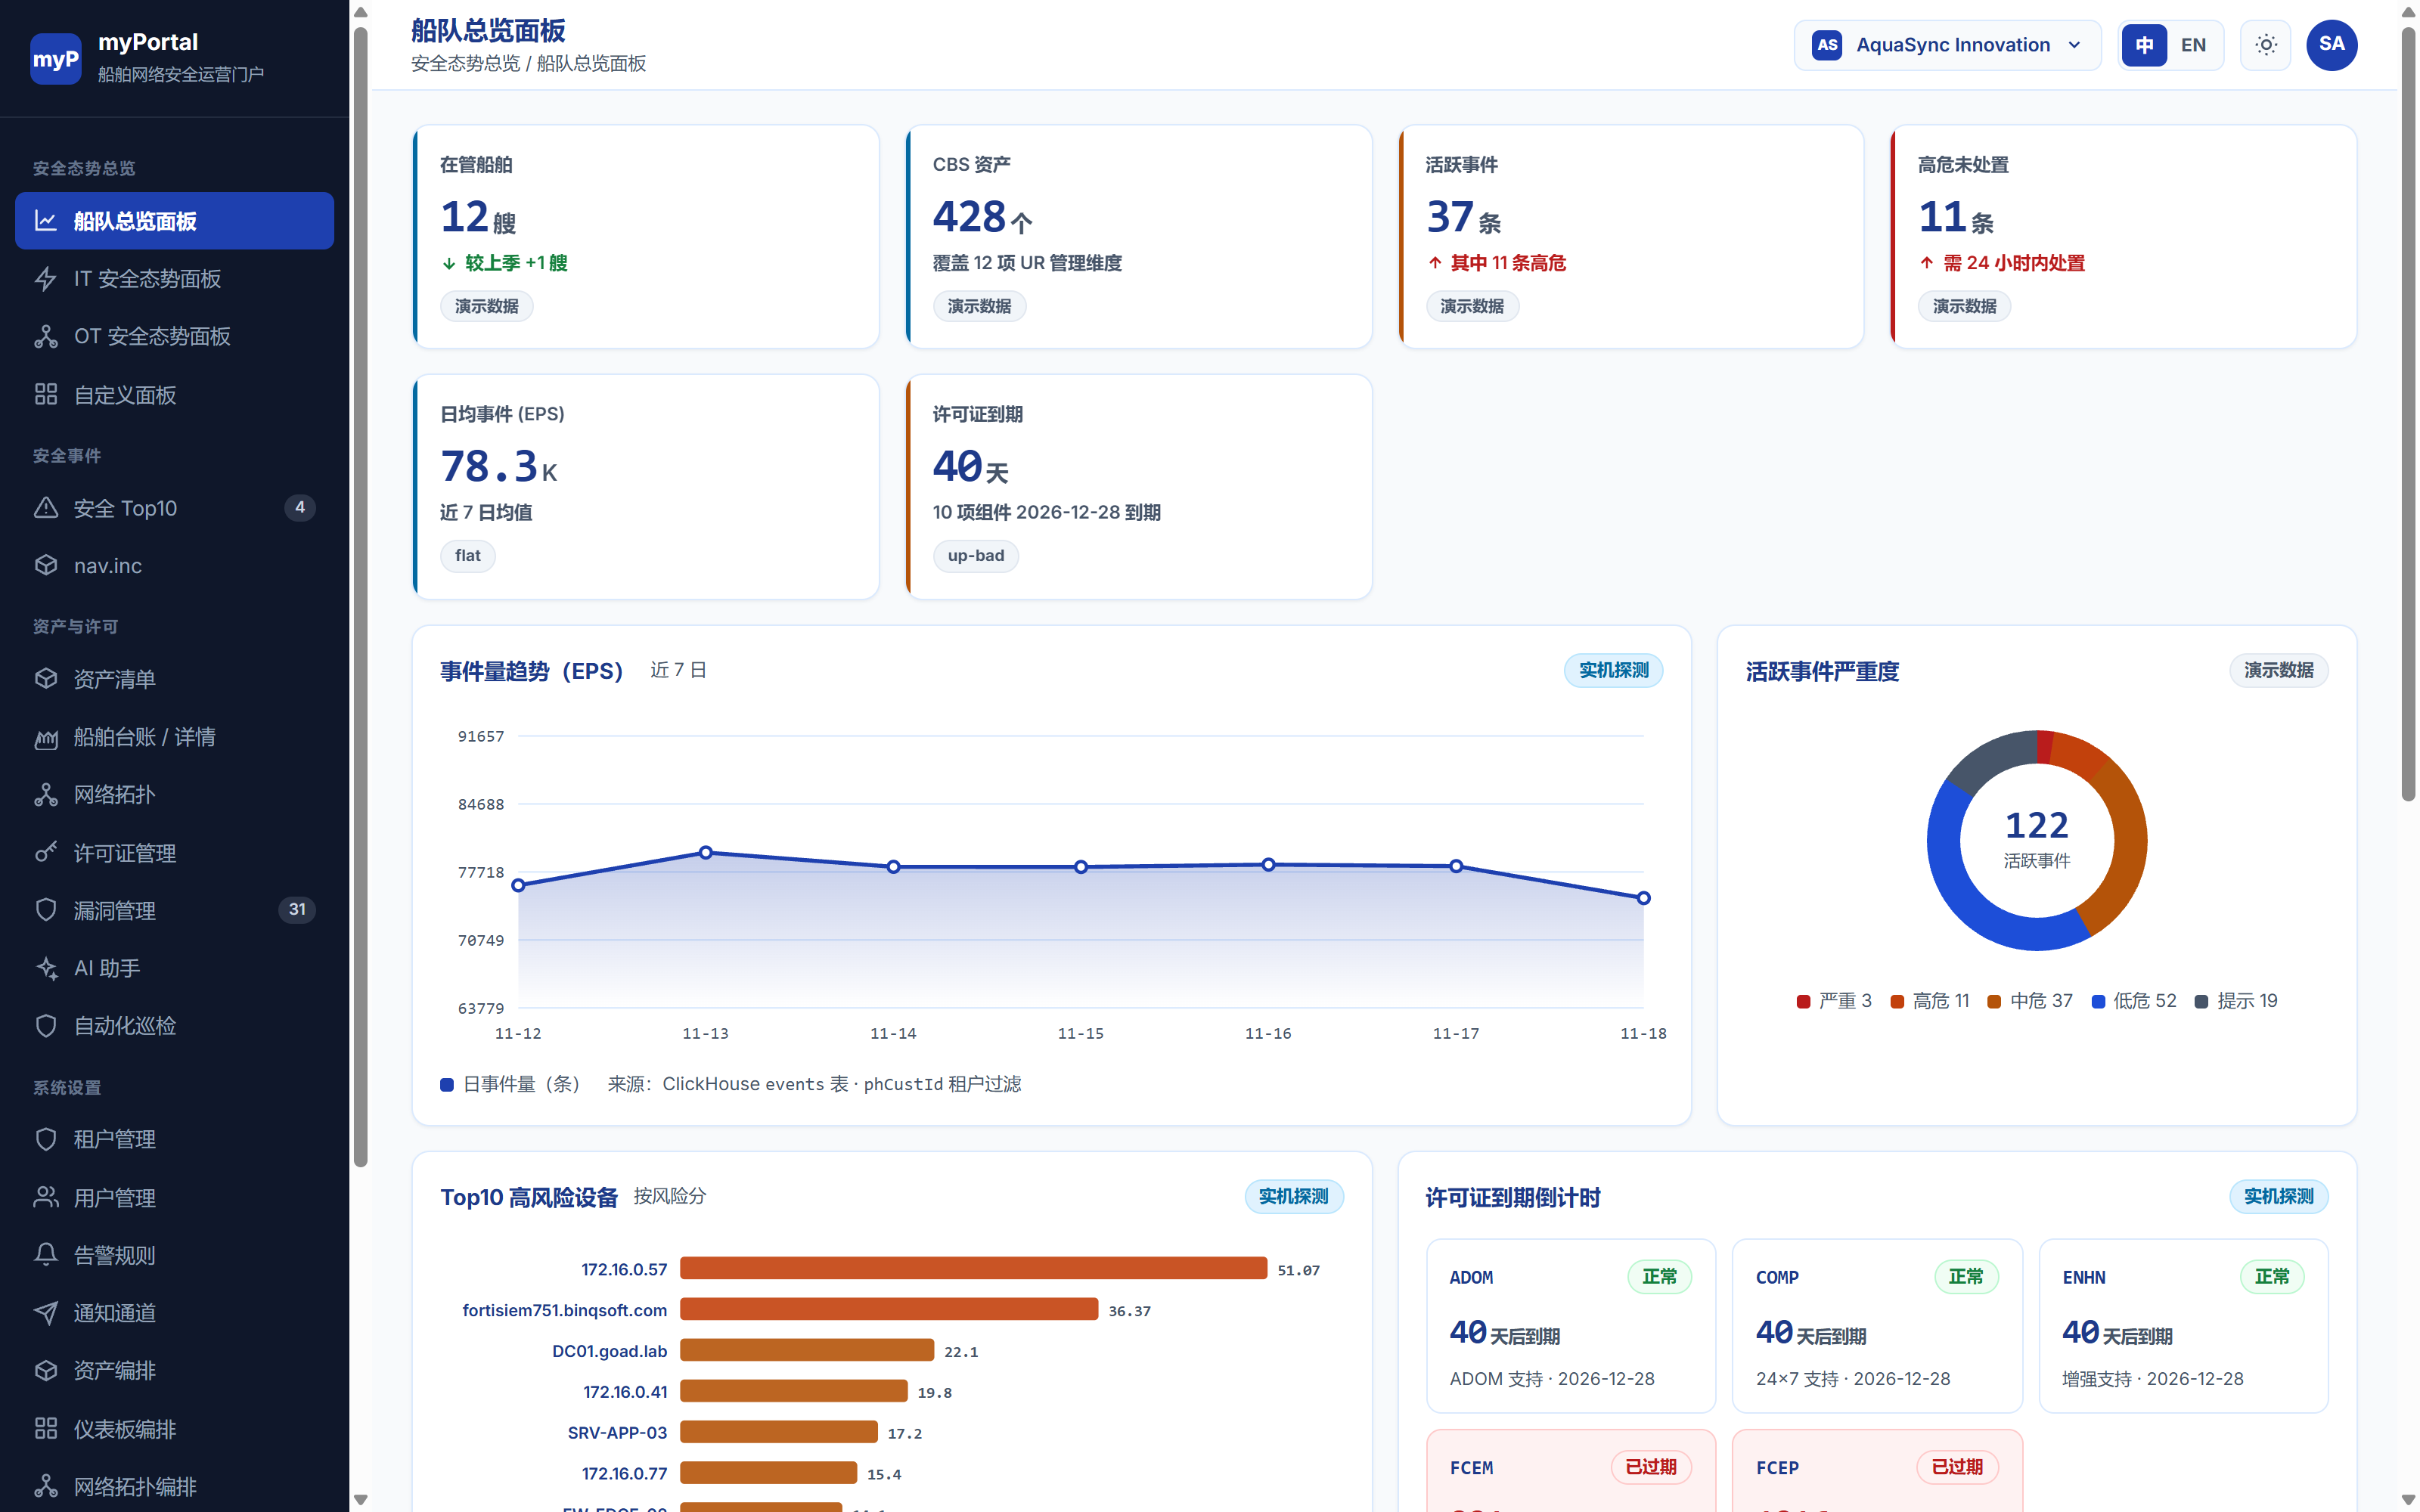 myP
myPortal
船舶网络安全运营门户
安全态势总览
船队总览面板
IT 安全态势面板
OT 安全态势面板
自定义面板
安全事件
安全 Top10
4
nav.inc
资产与许可
资产清单
船舶台账 / 详情
网络拓扑
许可证管理
漏洞管理
31
AI 助手
自动化巡检
系统设置
租户管理
用户管理
告警规则
通知通道
资产编排
仪表板编排
网络拓扑编排
船队总览面板
安全态势总览 / 船队总览面板
AS
AquaSync Innovation
中
EN
SA
在管船舶
12艘
↓ 较上季 +1 艘
演示数据
CBS 资产
428个
覆盖 12 项 UR 管理维度
演示数据
活跃事件
37条
↑ 其中 11 条高危
演示数据
高危未处置
11条
↑ 需 24 小时内处置
演示数据
日均事件 (EPS)
78.3K
近 7 日均值
flat
许可证到期
40天
10 项组件 2026-12-28 到期
up-bad
事件量趋势（EPS）
近 7 日
实机探测
91657
84688
77718
70749
63779
11-12
11-13
11-14
11-15
11-16
11-17
11-18
日事件量（条）
来源：ClickHouse events 表 · phCustId 租户过滤
活跃事件严重度
演示数据
122
活跃事件
严重 3
高危 11
中危 37
低危 52
提示 19
Top10 高风险设备
按风险分
实机探测
172.16.0.57
51.07
fortisiem751.binqsoft.com
36.37
DC01.goad.lab
22.1
172.16.0.41
19.8
SRV-APP-03
17.2
172.16.0.77
15.4
许可证到期倒计时
实机探测
ADOM
正常
40天后到期
ADOM 支持 · 2026-12-28
COMP
正常
40天后到期
24×7 支持 · 2026-12-28
ENHN
正常
40天后到期
增强支持 · 2026-12-28
FCEM
已过期
FCEP
已过期